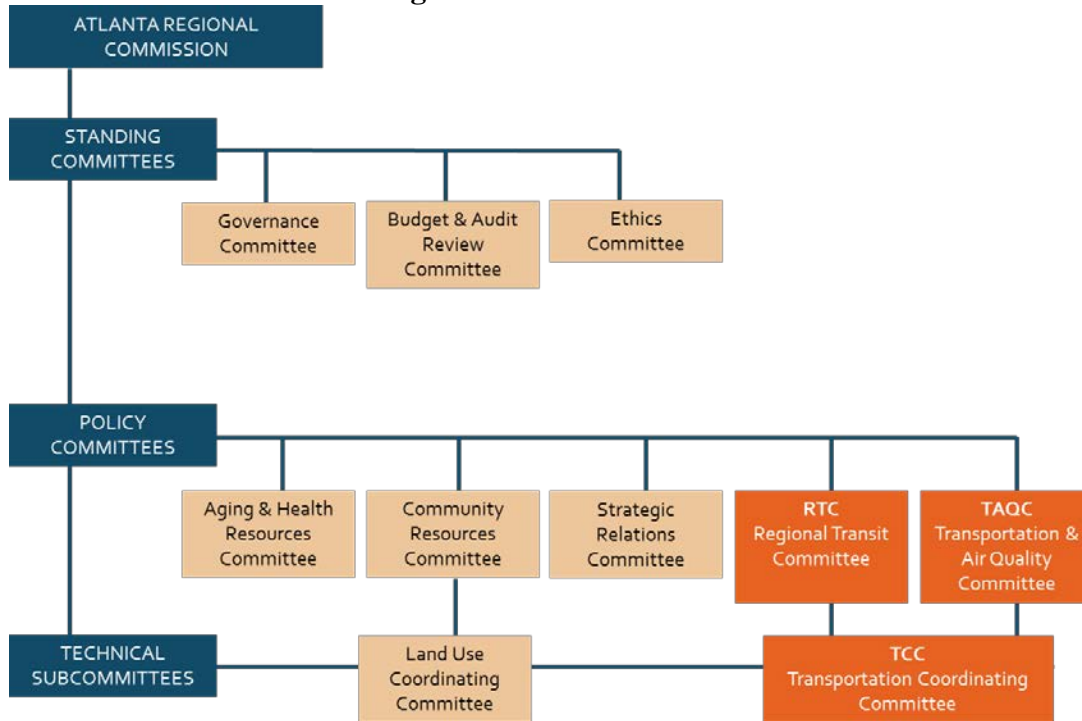 ATLANTA REGIONAL
COMMISSION
STANDING
COMMITTEES
Governance
Committee
Budget & Audit
Review
Committee
Ethics
Committee
POLICY
COMMITTEES
Aging & Health
Resources
Committee
Community
Resources
Committee
Strategic
Relations
Committee
RTC
Regional Transit
Committee
TAQC
Transportation &
Air Quality
Committee
TECHNICAL
SUBCOMMITTEES
Land Use
Coordinating
Committee
TCC
Transportation Coordinating
Committee